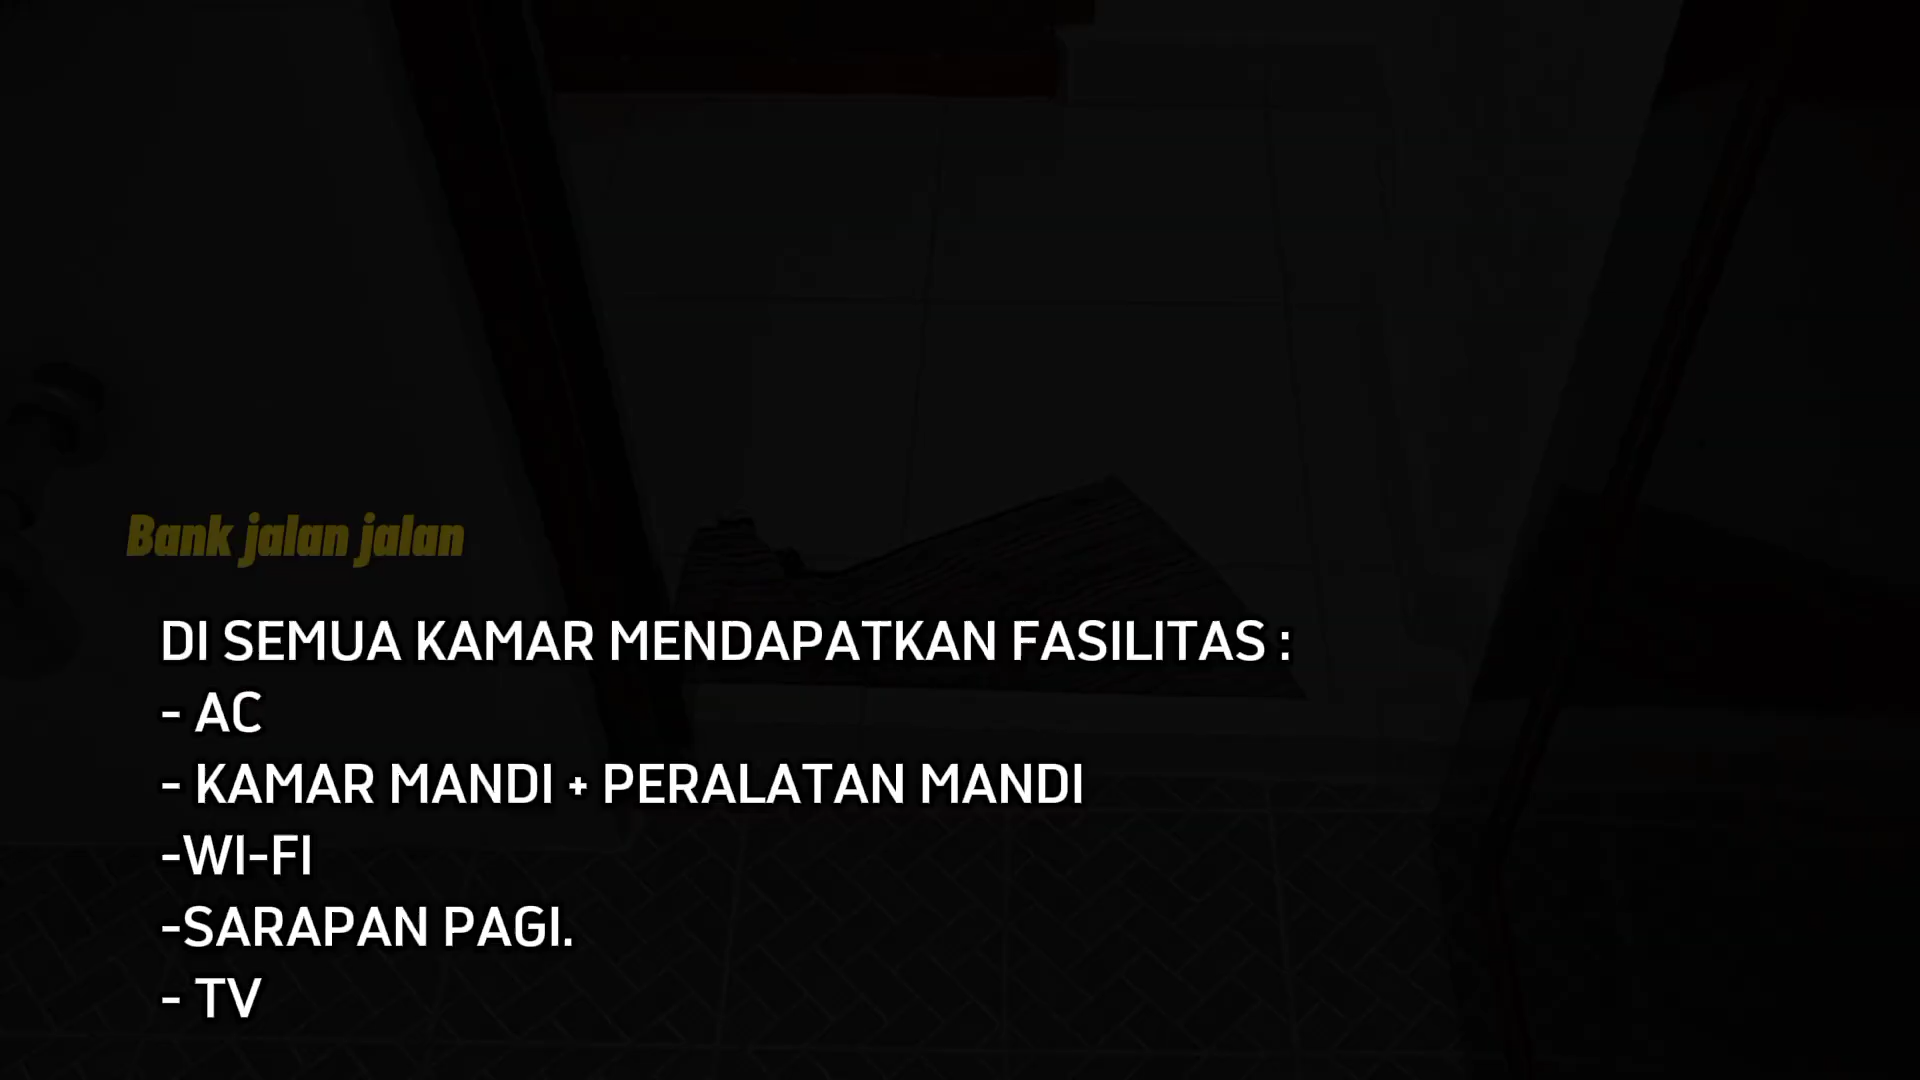 Bank jalan jalan
DI SEMUA KAMAR MENDAPATKAN FASILITAS :
- AC
- KAMAR MANDI + PERALATAN MANDI
-WI-FI
-SARAPAN PAGI.
- TV